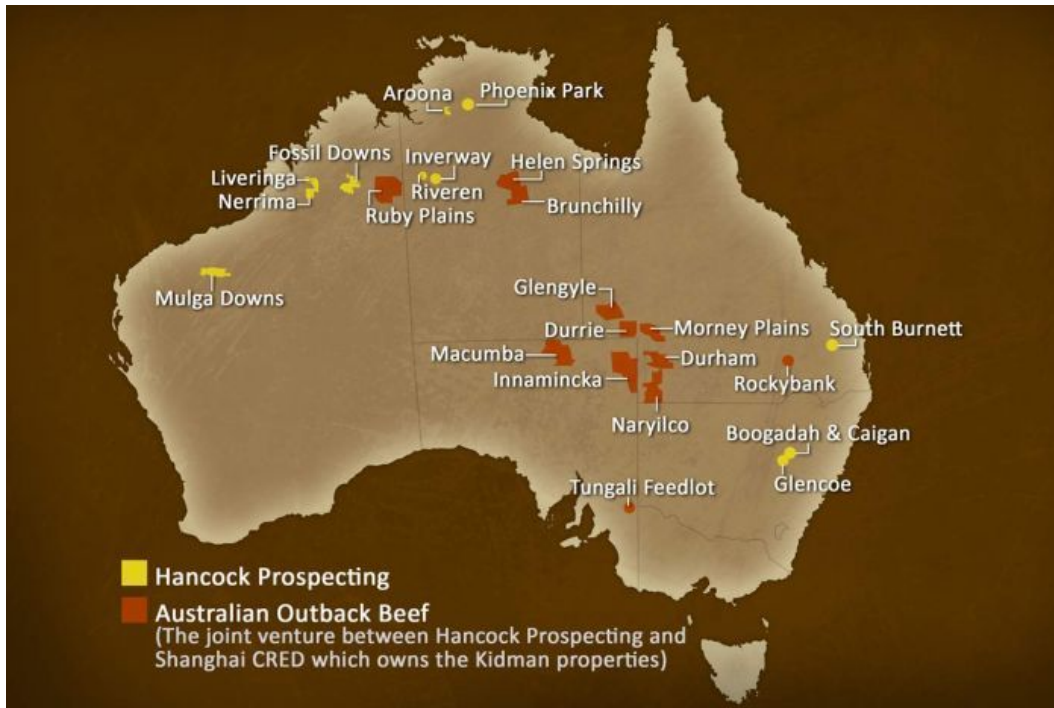 Aroona
Phoenix Park
Fossil Downs
Inverway
Helen Springs
Liveringa
Riveren
Nerrima
Ruby Plains
Brunchilly
Mulga Downs
Glengyle
Durrie
Morney Plains
South Burnett
Macumba
Durham
Innamincka
Rockybank
Naryilco
Boogadah & Caigan
Tungali Feedlot
Glencoe
Hancock Prospecting
Australian Outback Beef
(The joint venture between Hancock Prospecting and
Shanghai CRED which owns the Kidman properties)